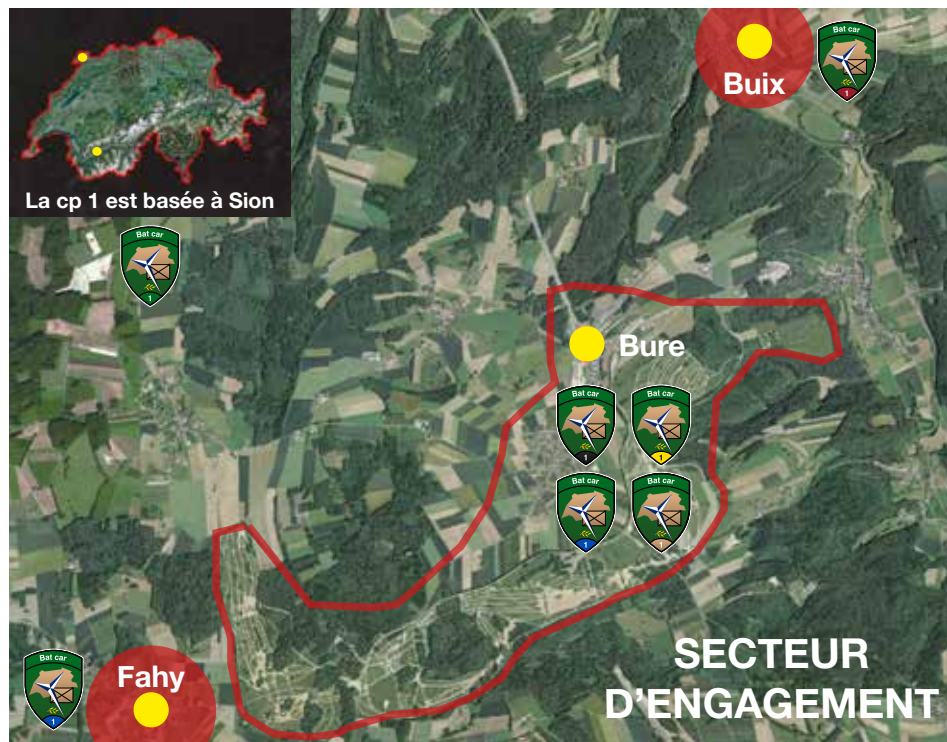 Buix
Bat car
1
La cp 1 est basée à Sion
Bat car
1
Bure
Bat car
1
Bat car
1
Bat car
1
Bat car
1
SECTEUR
D'ENGAGEMENT
Fahy
Bat car
1